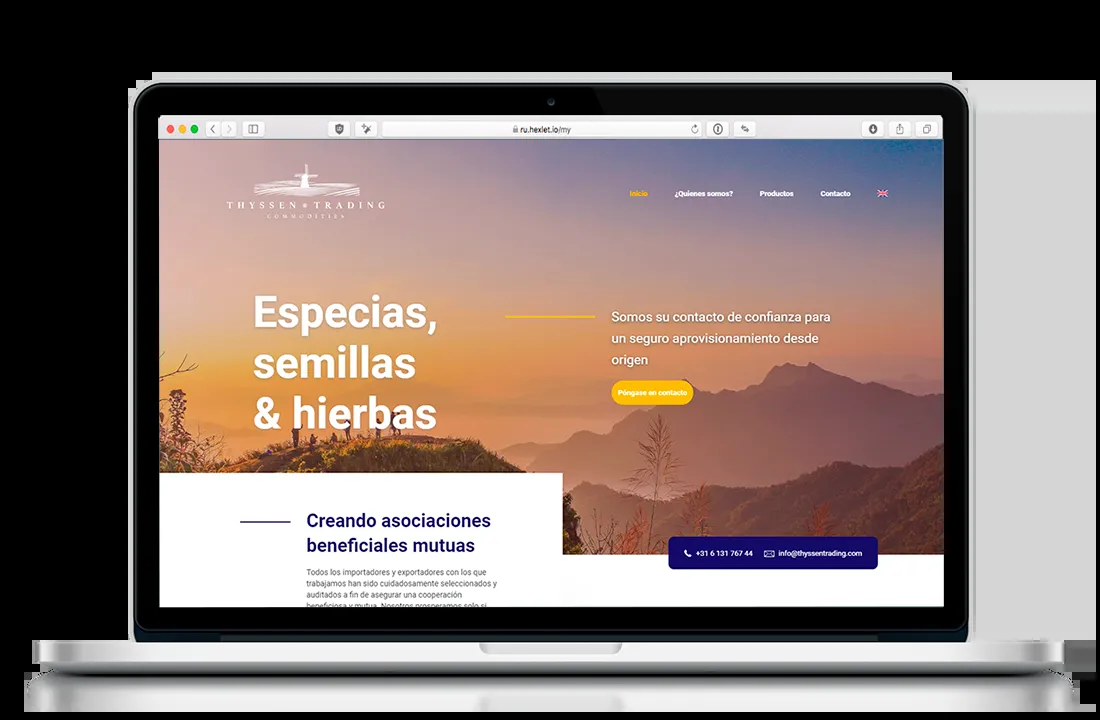 ru.hexlet.io/my
THYSSEN TRADING
COMMODITIES
Inicio
¿Quienes somos?
Productos
Contacto
Especias,
semillas
& hierbas
Somos su contacto de confianza para
un seguro aprovisionamiento desde
origen
Póngase en contacto
Creando asociaciones
beneficiales mutuas
Todos los importadores y exportadores con los que
trabajamos han sido cuidadosamente seleccionados y
auditados a fin de asegurar una cooperación
beneficiosa y mutua. Nosotros prosperamos solo si
+31 6 131 767 44
info@thyssentrading.com